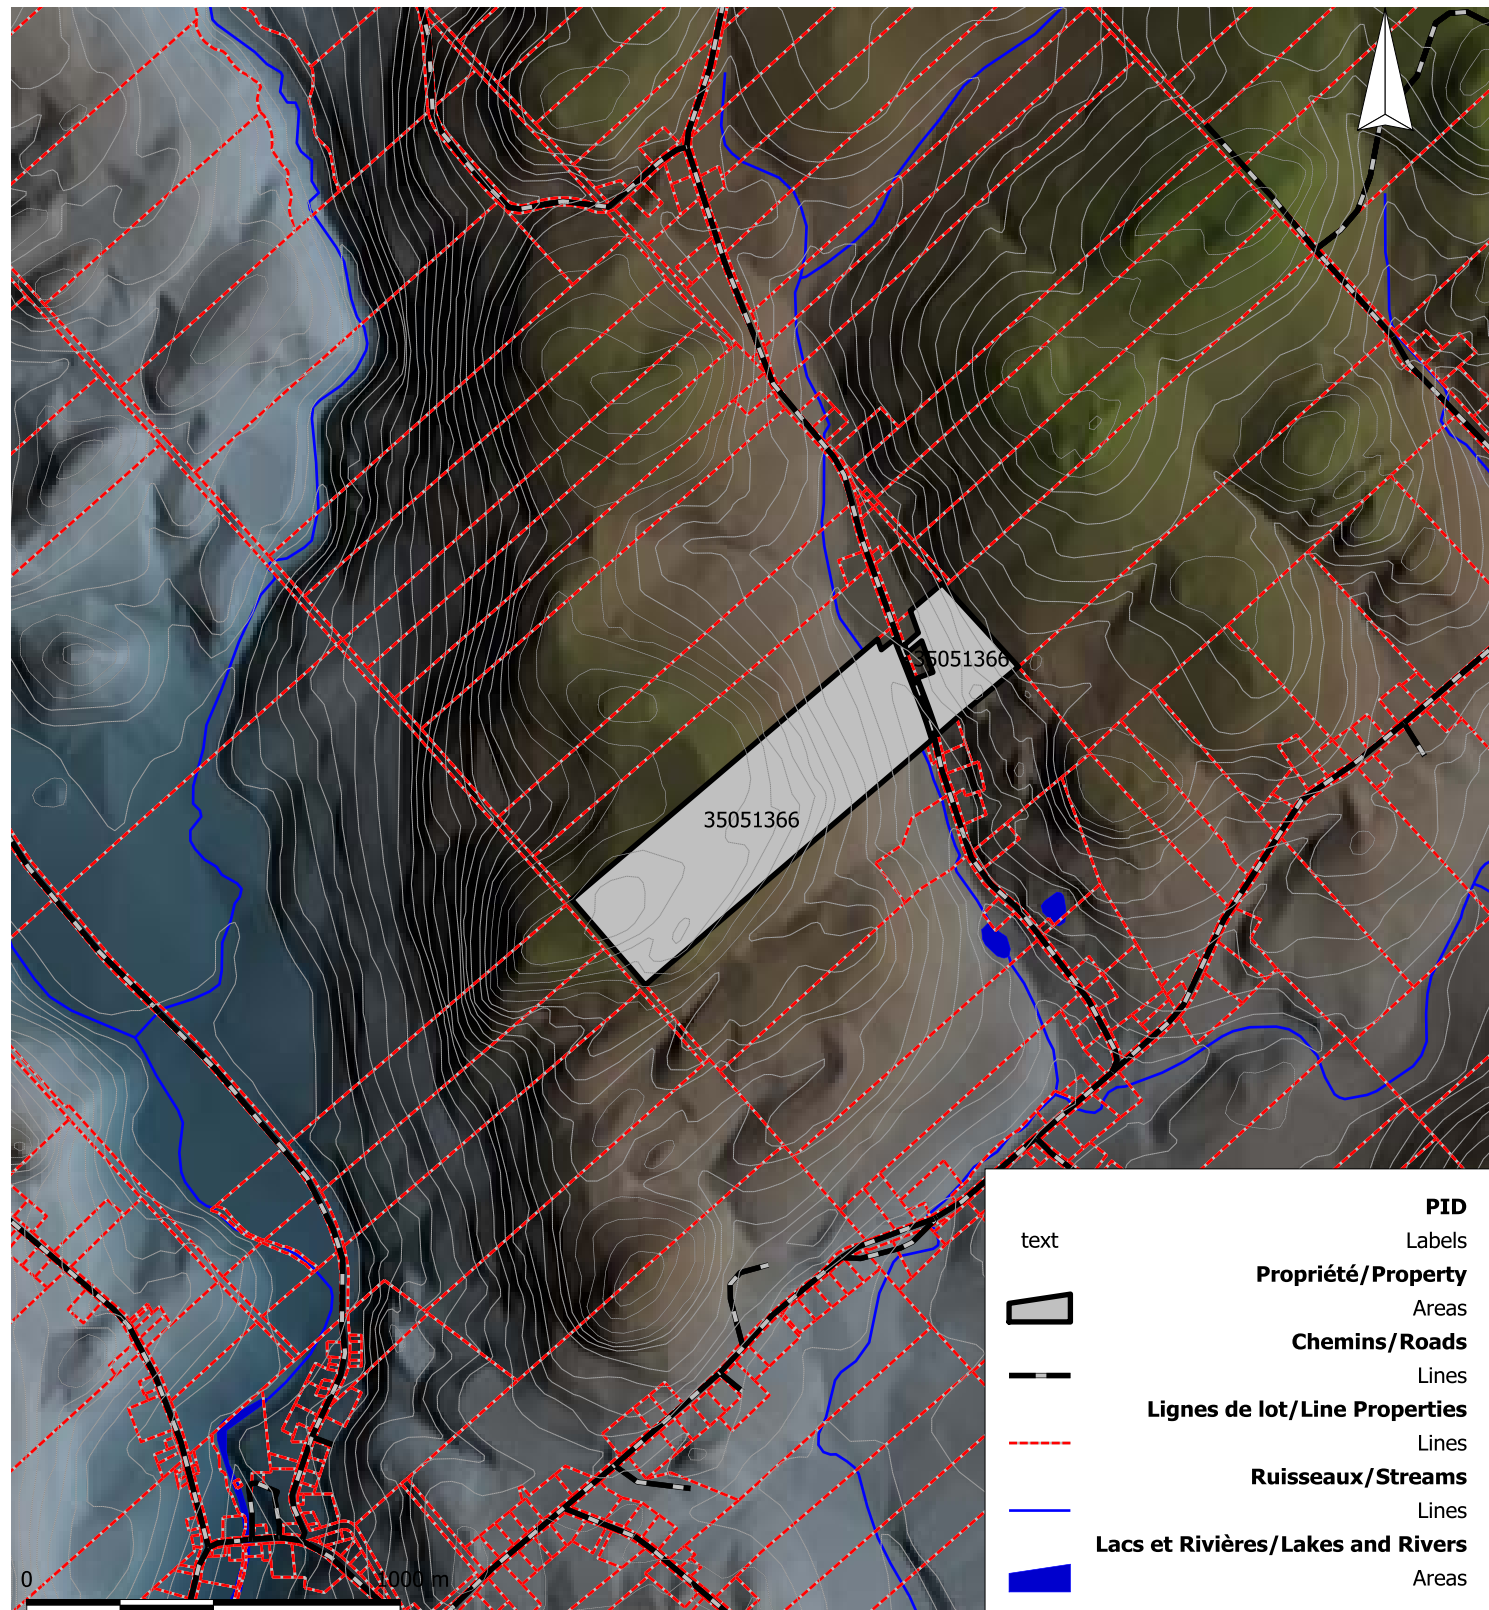 35051366
35051366
PID
text Labels
Propriété/Property
Areas
Chemins/Roads
Lines
Lignes de lot/Line Properties
Lines
Ruisseaux/Streams
Lines
Lacs et Rivières/Lakes and Rivers
Areas
0 1000 m